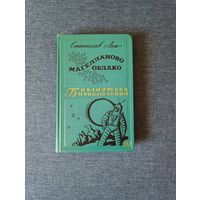 Станислав Лем
МАГЕЛЛАНОВО
ОБЛАКО
БИБЛИОТЕКА
ПРИКЛЮЧЕНИЙ